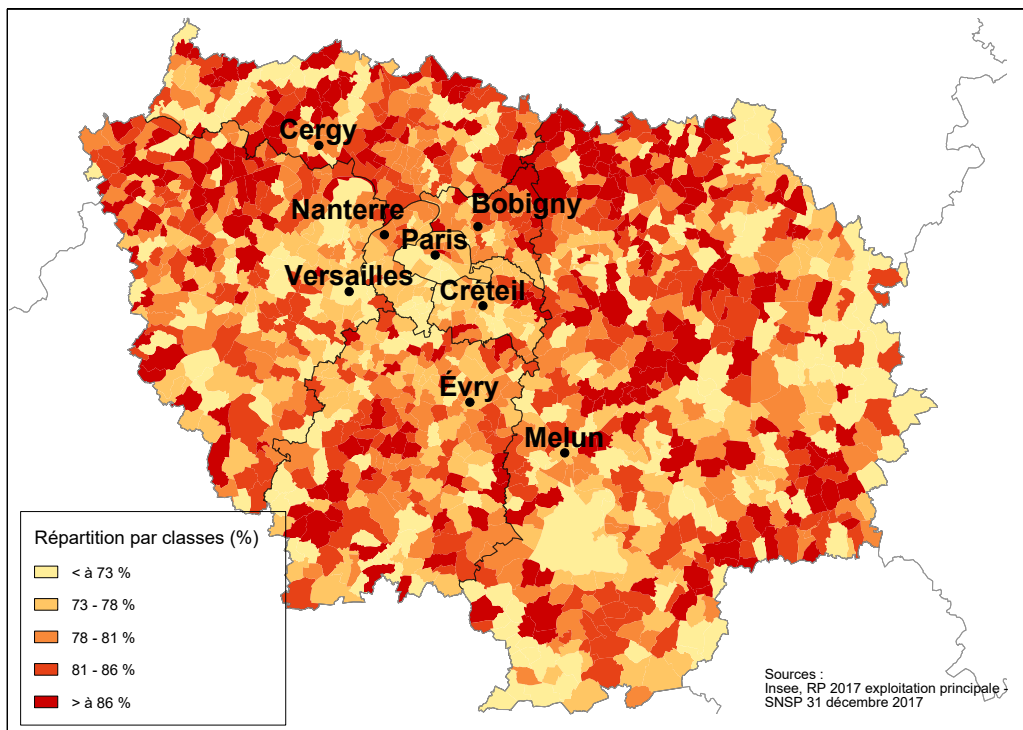 Cergy
Nanterre
Bobigny
Paris
Versailles
Créteil
Évry
Melun
Répartition par classes (%)
< à 73 %
73 - 78 %
78 - 81 %
81 - 86 %
> à 86 %
Sources :
Insee, RP 2017 exploitation principale -
SNSP 31 décembre 2017